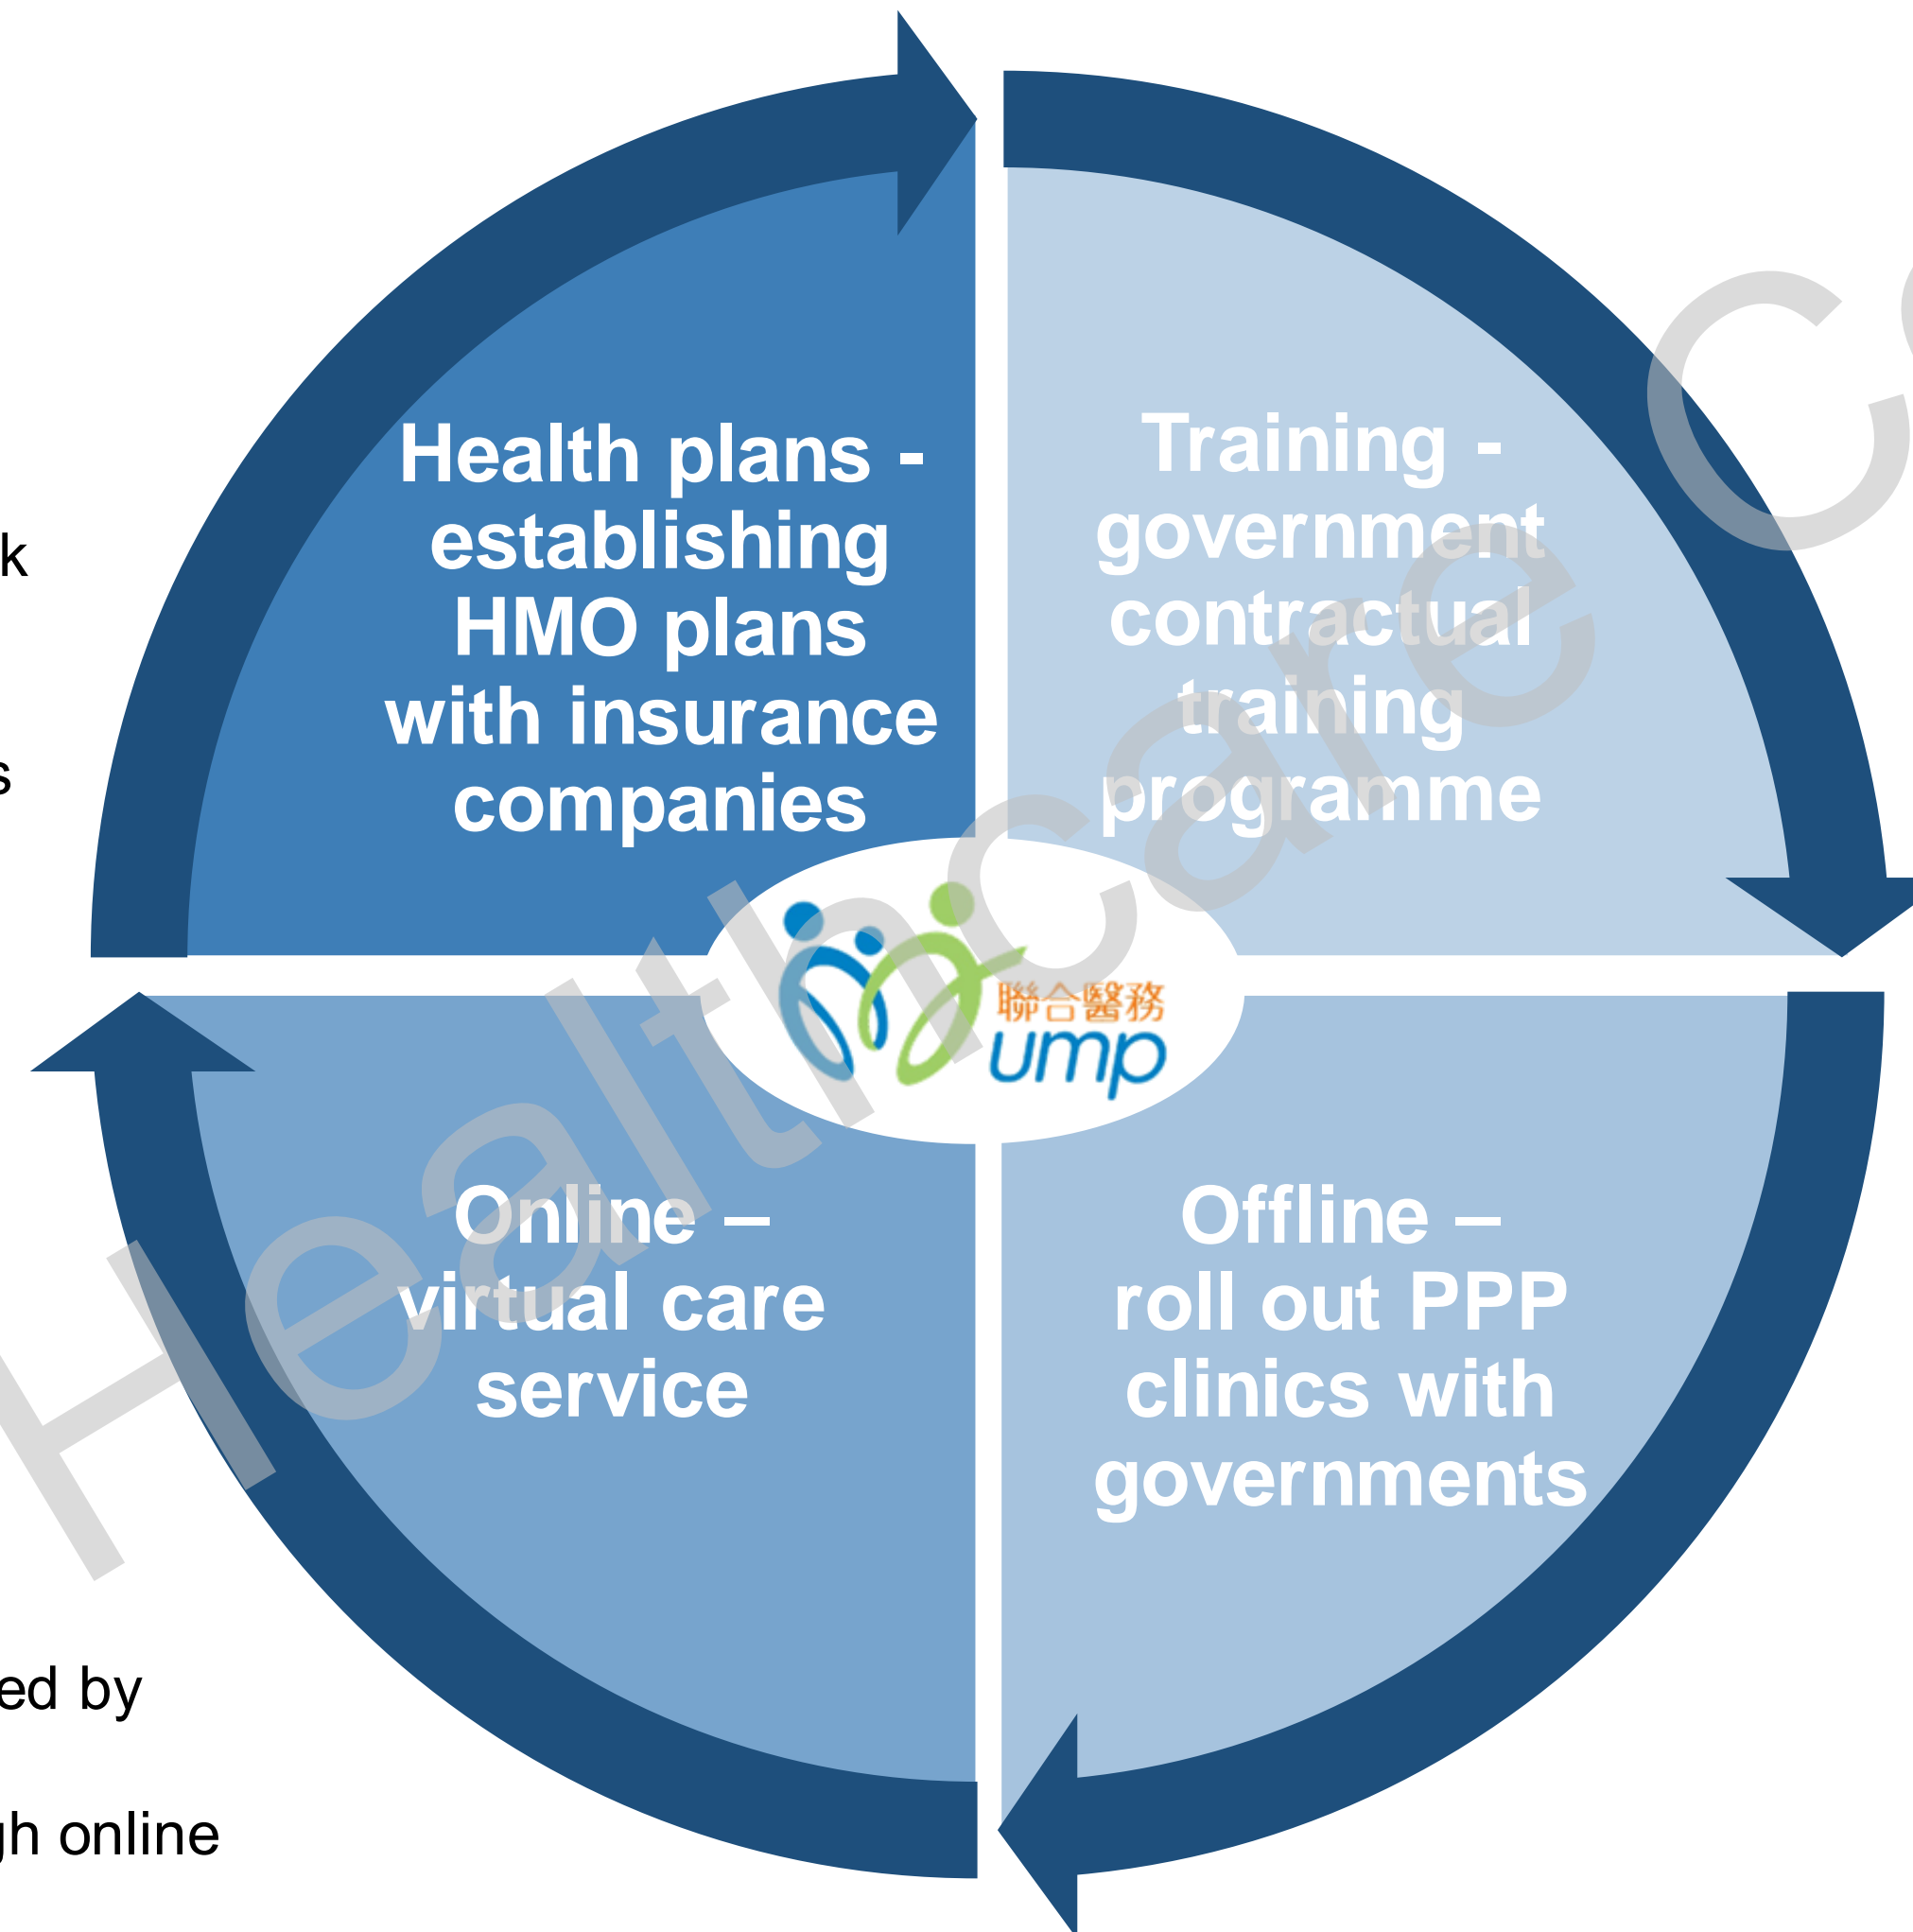 Health plans -
establishing
HMO plans
with insurance
companies
Training -
government
contractual
training
programme
聯合醫務
ump
Online –
virtual care
service
Offline –
roll out PPP
clinics with
governments
ed by
gh online
Healthcare